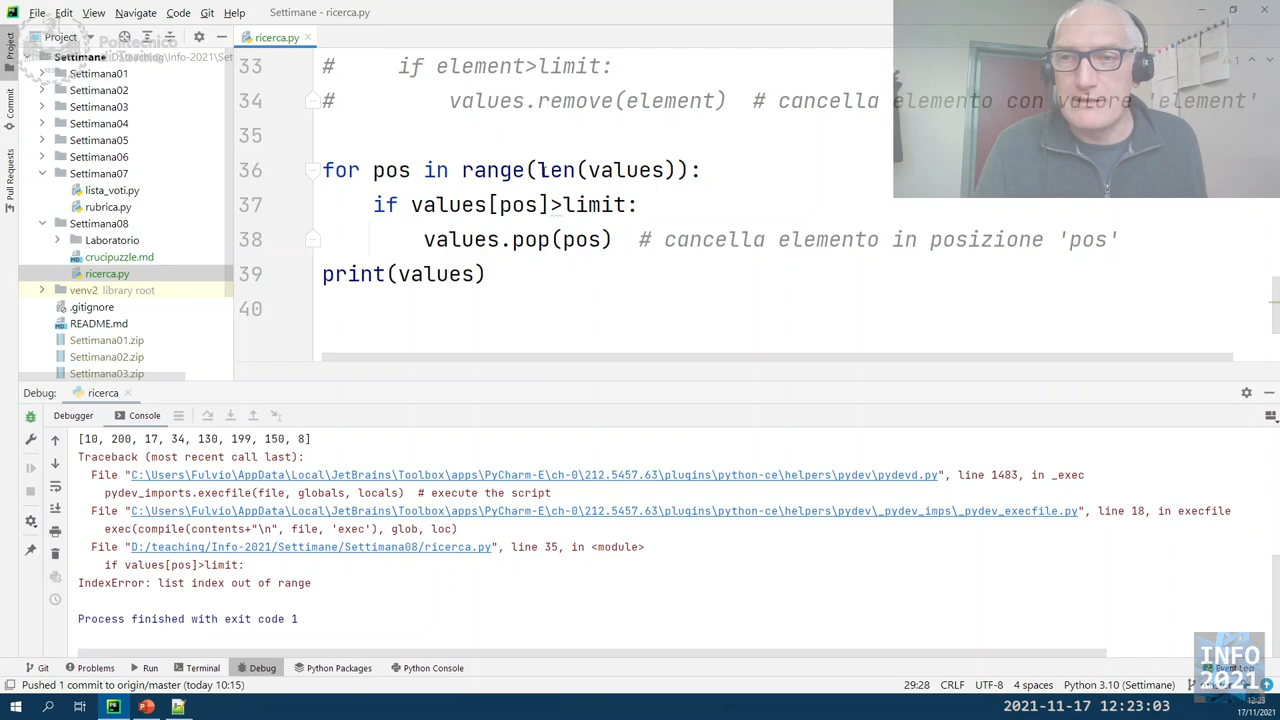 File Edit View Navigate Code Git Help Settimane - ricerca.py
Project
Politecnico
di Torino
ricerca.py
Project
Commit
Pull Requests
Settimane
Settimana01
Settimana02
Settimana03
Settimana04
Settimana05
Settimana06
Settimana07
lista_voti.py
rubrica.py
Settimana08
Laboratorio
crucipuzzle.md
ricerca.py
venv2 library root
.gitignore
README.md
Settimana01.zip
Settimana02.zip
Settimana03.zip
33 # if element>limit:
34 # values.remove(element) # cancella elemento con valore 'element'
35
36 for pos in range(len(values)):
37 if values[pos]>limit:
38 values.pop(pos) # cancella elemento in posizione 'pos'
39 print(values)
40
Debug: ricerca
Debugger Console
[10, 200, 17, 34, 130, 199, 150, 8]
Traceback (most recent call last):
File "C:\Users\Fulvio\AppData\Local\JetBrains\Toolbox\apps\PyCharm-E\ch-0\212.5457.63\plugins\python-ce\helpers\pydev\pydevd.py", line 1483, in _exec
pydev_imports.execfile(file, globals, locals) # execute the script
File "C:\Users\Fulvio\AppData\Local\JetBrains\Toolbox\apps\PyCharm-E\ch-0\212.5457.63\plugins\python-ce\helpers\pydev\_pydev_imps\_pydev_execfile.py", line 18, in execfile
exec(compile(contents+"\n", file, 'exec'), glob, loc)
File "D:/teaching/Info-2021/Settimane/Settimana08/ricerca.py", line 35, in <module>
if values[pos]>limit:
IndexError: list index out of range
Process finished with exit code 1
INFO
2021
Git Problems Run Terminal Debug Python Packages Python Console
Pushed 1 commit to origin/master (today 10:15) 29:28 CRLF UTF-8 4 spaces Python 3.10 (Settimane)
2021-11-17 12:23:03
12:23
17/11/2021